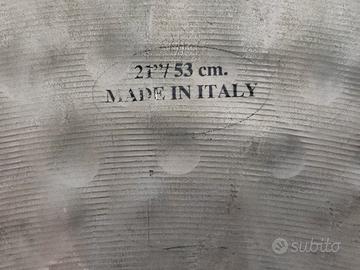 21"/ 53 cm.
MADE IN ITALY
subito